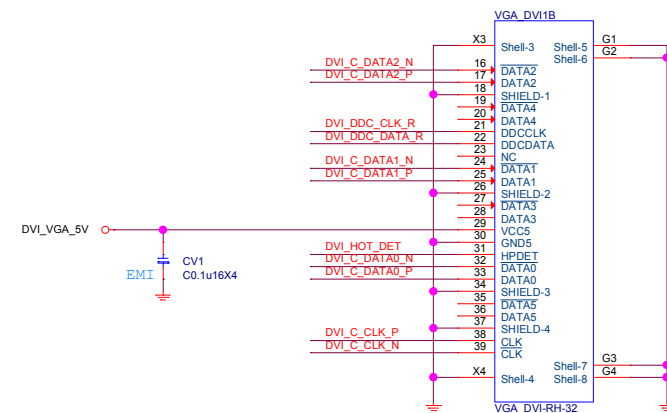 VGA_DVI1B
X3 Shell-3 Shell-5 G1
Shell-6 G2
DVI_C_DATA2_N 16 DATA2
DVI_C_DATA2_P 17 DATA2
18 SHIELD-1
19 DATA4
20 DATA4
DVI_DDC_CLK_R 21 DDCCLK
DVI_DDC_DATA_R 22 DDCDATA
23 NC
DVI_C_DATA1_N 24 DATA1
DVI_C_DATA1_P 25 DATA1
26 SHIELD-2
27 DATA3
28 DATA3
DVI_VGA_5V 29 VCC5
30 GND5
DVI_HOT_DET 31 HPDET
CV1 DVI_C_DATA0_N 32 DATA0
EMI C0.1u16X4 DVI_C_DATA0_P 33 DATA0
34 SHIELD-3
35 DATA5
36 DATA5
37 SHIELD-4
DVI_C_CLK_P 38 CLK
DVI_C_CLK_N 39 CLK
Shell-7 G3
X4 Shell-4 Shell-8 G4
VGA_DVI-RH-32